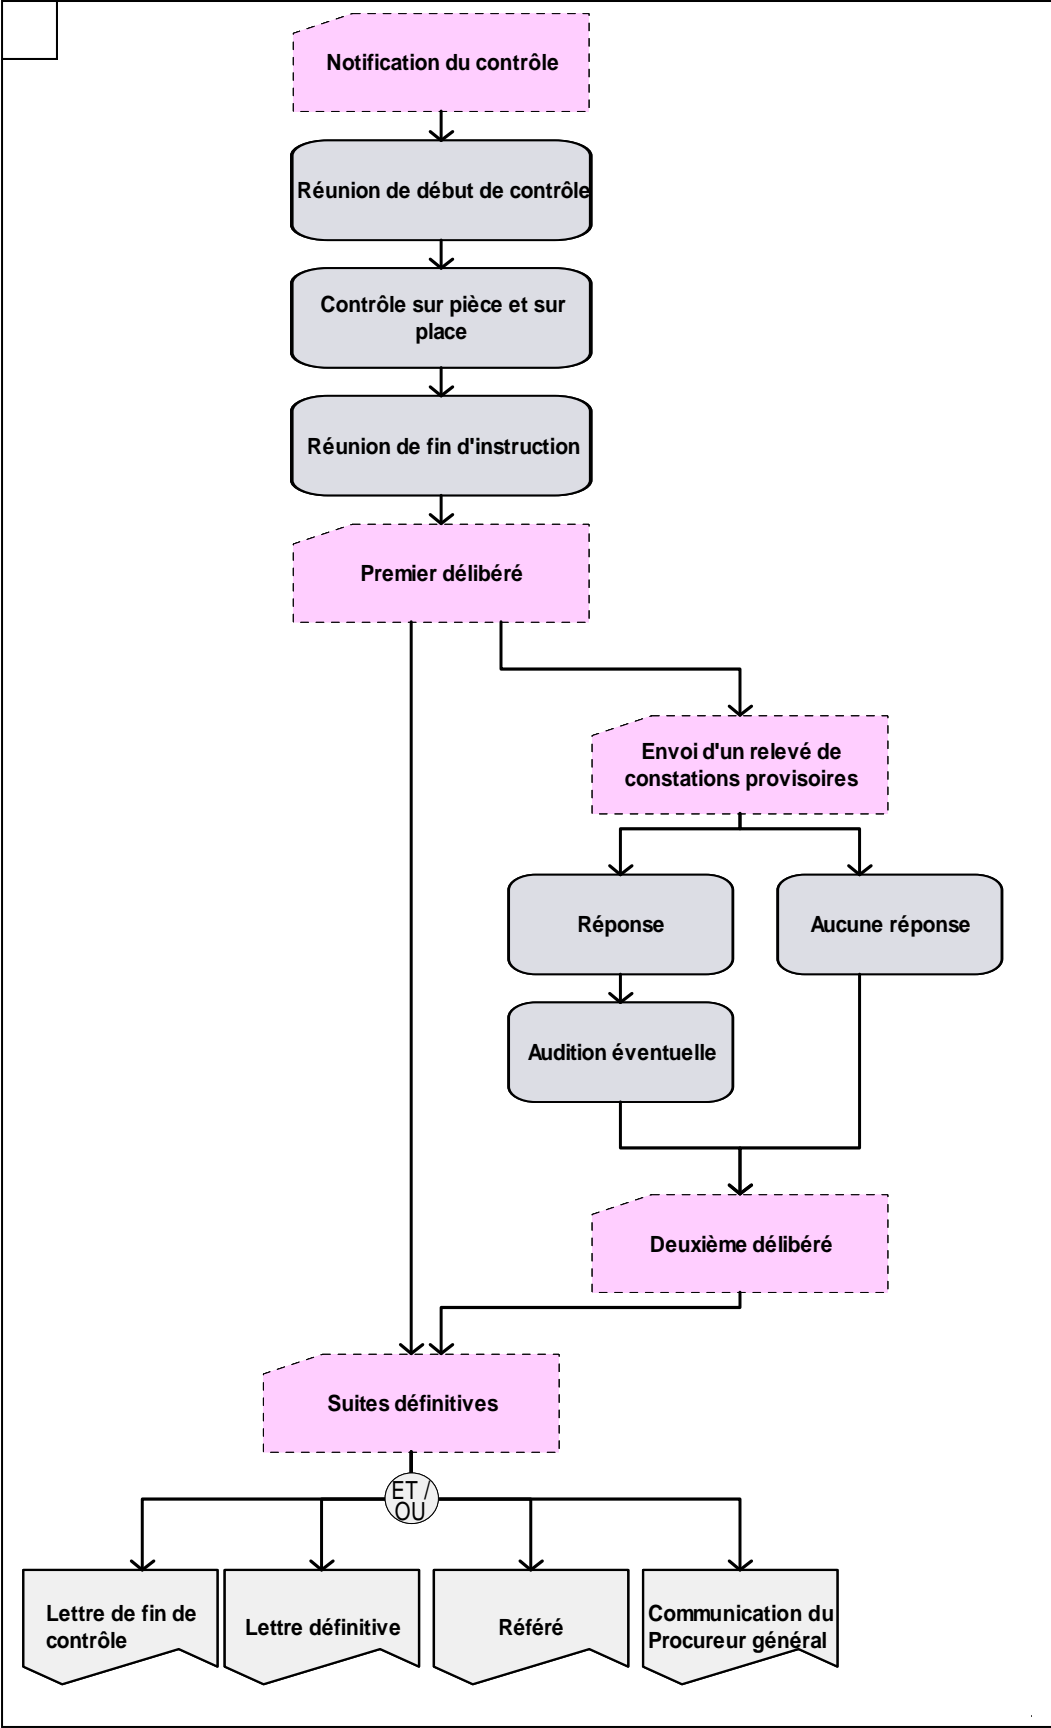 Notification du contrôle
Réunion de début de contrôle
Contrôle sur pièce et sur
place
Réunion de fin d'instruction
Premier délibéré
Envoi d'un relevé de
constations provisoires
Réponse
Aucune réponse
Audition éventuelle
Deuxième délibéré
Suites définitives
ET /
OU
Lettre de fin de
contrôle
Lettre définitive
Référé
Communication du
Procureur général